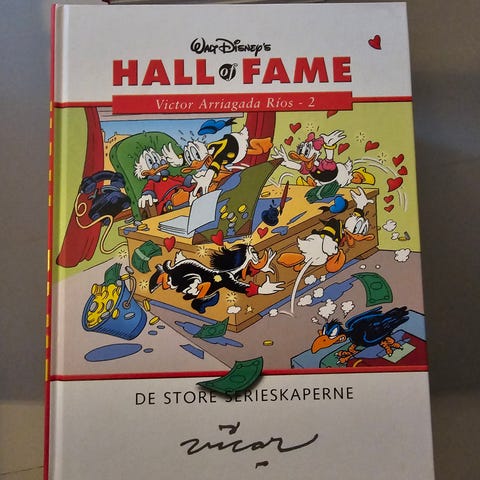 Walt Disney's
HALL of FAME
Victor Arriagada Rios - 2
DE STORE SERIESKAPERNE
Vicar